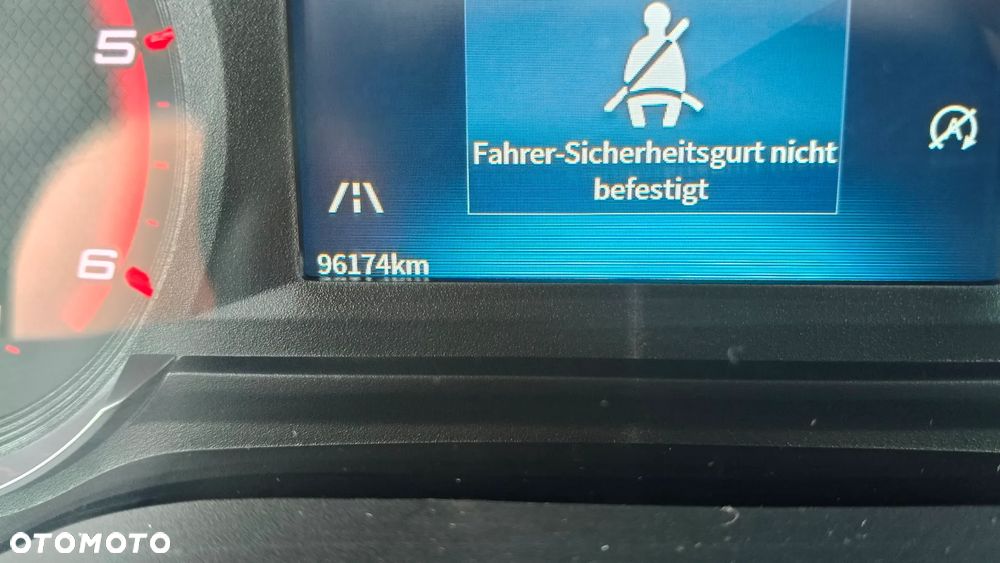 5
Fahrer-Sicherheitsgurt nicht
befestigt
A
6
96174km
OTOMOTO